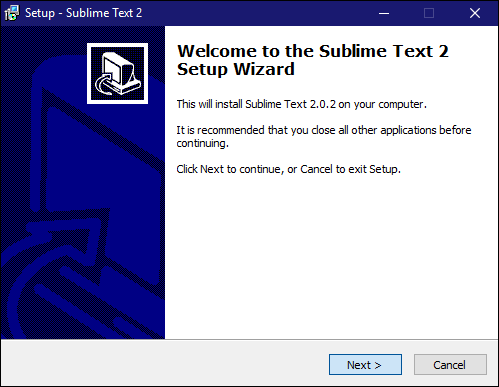 Setup - Sublime Text 2
Welcome to the Sublime Text 2
Setup Wizard
This will install Sublime Text 2.0.2 on your computer.
It is recommended that you close all other applications before
continuing.
Click Next to continue, or Cancel to exit Setup.
Next >
Cancel